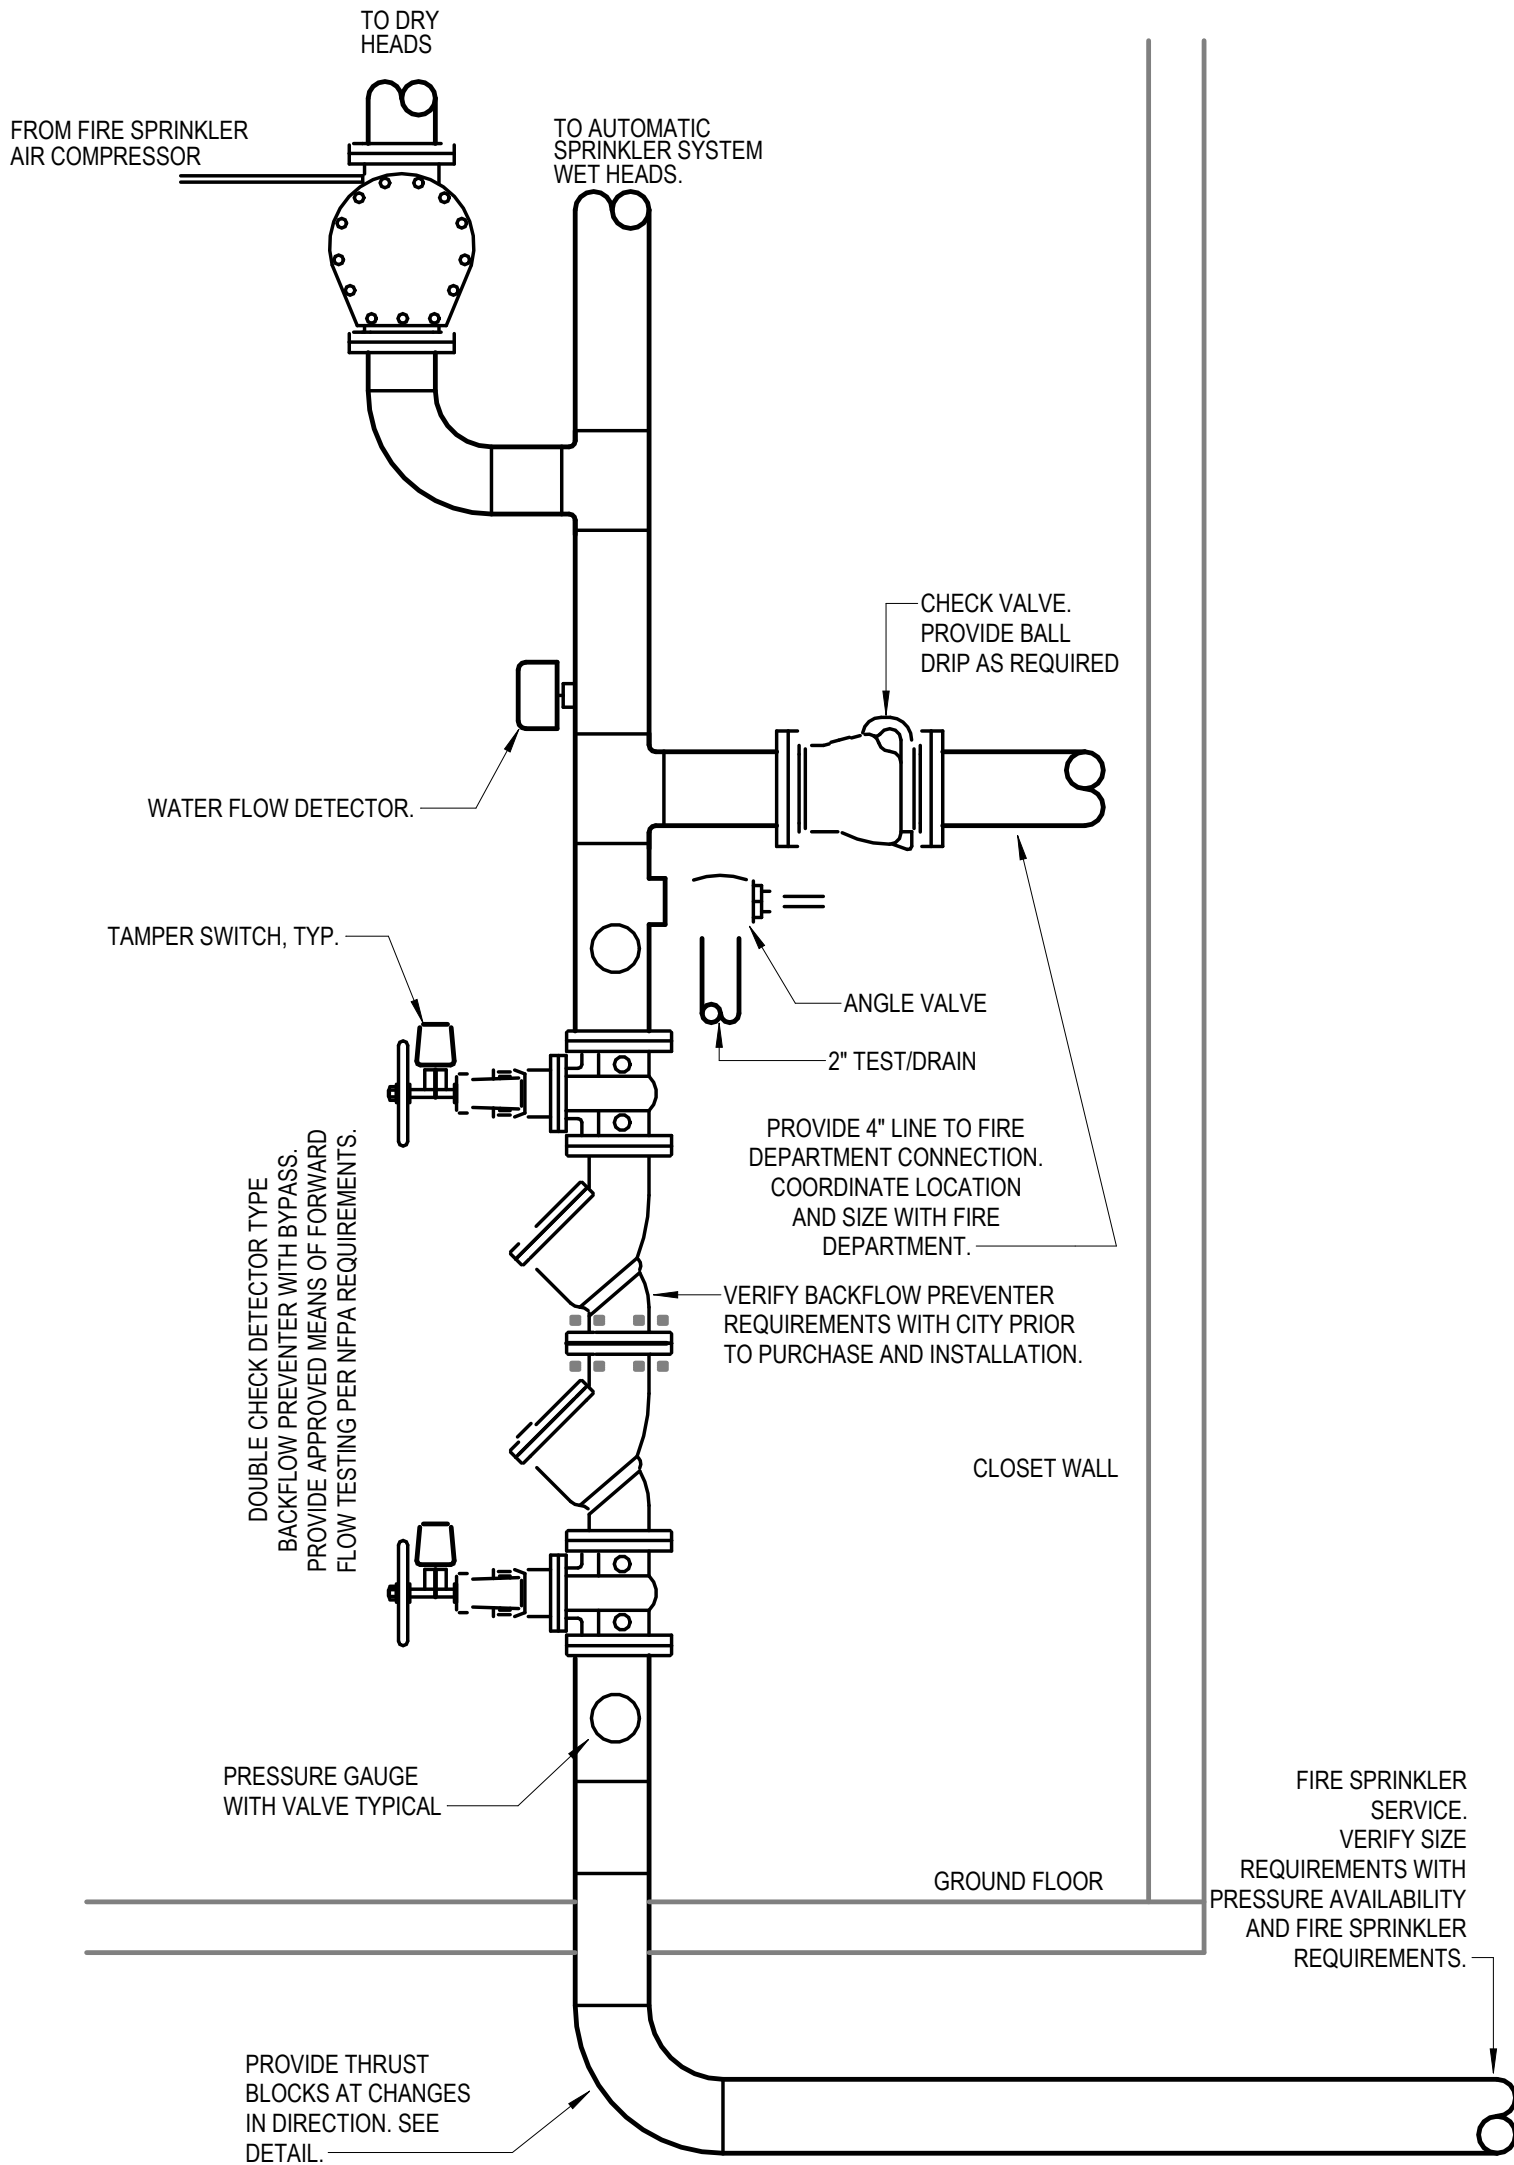 TO DRY
HEADS
FROM FIRE SPRINKLER
AIR COMPRESSOR
TO AUTOMATIC
SPRINKLER SYSTEM
WET HEADS.
CHECK VALVE.
PROVIDE BALL
DRIP AS REQUIRED
WATER FLOW DETECTOR.
TAMPER SWITCH, TYP.
ANGLE VALVE
2" TEST/DRAIN
PROVIDE 4" LINE TO FIRE
DEPARTMENT CONNECTION.
COORDINATE LOCATION
AND SIZE WITH FIRE
DEPARTMENT.
DOUBLE CHECK DETECTOR TYPE
BACKFLOW PREVENTER WITH BYPASS.
PROVIDE APPROVED MEANS OF FORWARD
FLOW TESTING PER NFPA REQUIREMENTS.
VERIFY BACKFLOW PREVENTER
REQUIREMENTS WITH CITY PRIOR
TO PURCHASE AND INSTALLATION.
CLOSET WALL
PRESSURE GAUGE
WITH VALVE TYPICAL
FIRE SPRINKLER
SERVICE.
VERIFY SIZE
REQUIREMENTS WITH
PRESSURE AVAILABILITY
AND FIRE SPRINKLER
REQUIREMENTS.
GROUND FLOOR
PROVIDE THRUST
BLOCKS AT CHANGES
IN DIRECTION. SEE
DETAIL.